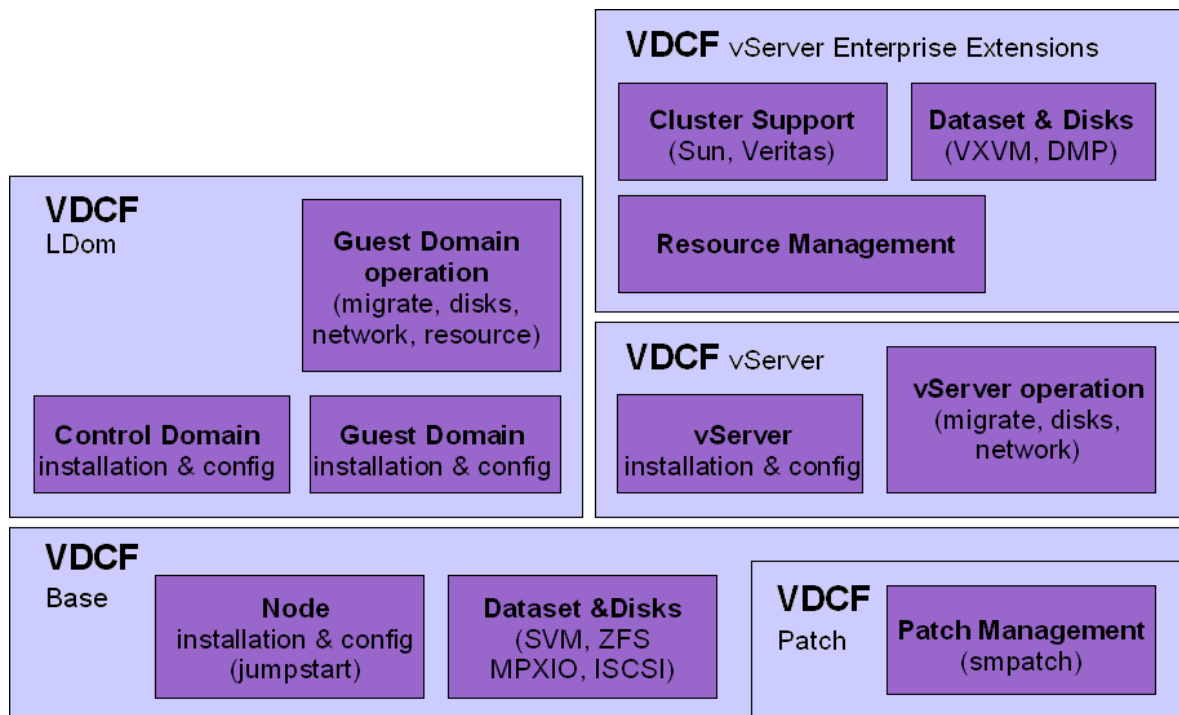 VDCF vServer Enterprise Extensions
Cluster Support
(Sun, Veritas)
Dataset & Disks
(VXVM, DMP)
Resource Management
VDCF
LDom
Guest Domain
operation
(migrate, disks,
network, resource)
Control Domain
installation & config
Guest Domain
installation & config
VDCF vServer
vServer
installation & config
vServer operation
(migrate, disks,
network)
VDCF
Base
Node
installation & config
(jumpstart)
Dataset &Disks
(SVM, ZFS
MPXIO, ISCSI)
VDCF
Patch
Patch Management
(smpatch)